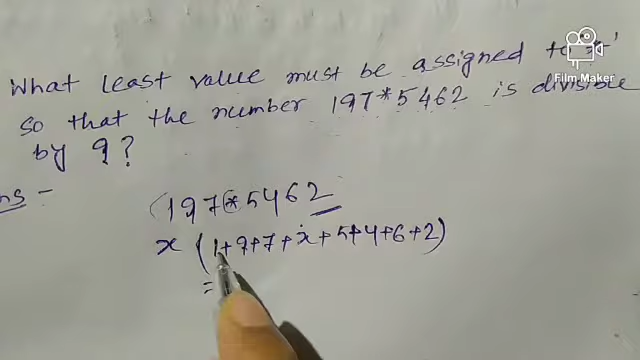 What least value must be assigned to '*'
so that the number 197*5462 is divisible
by 9?
Film Maker
Ans -
(197*5462
x (1+9+7+x+5+4+6+2)
=